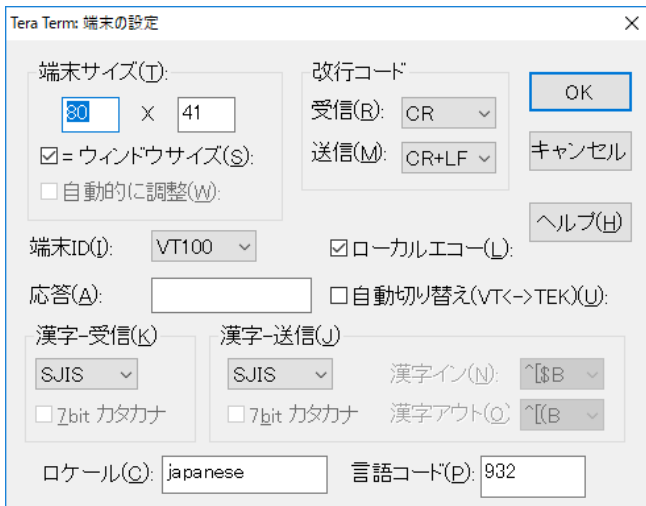 Tera Term: 端末の設定
端末サイズ(T):
80 X 41
☑= ウィンドウサイズ(S):
☐自動的に調整(W):
改行コード
受信(R): CR
送信(M): CR+LF
OK
キャンセル
ヘルプ(H)
端末ID(I): VT100
☑ローカルエコー(L):
応答(A):
☐自動切り替え(VT<->TEK)(U):
漢字-受信(K)
SJIS
☐7bit カタカナ
漢字-送信(J)
SJIS
☐7bit カタカナ
漢字イン(N): ^[$B
漢字アウト(O) ^[(B
ロケール(C): japanese
言語コード(P): 932